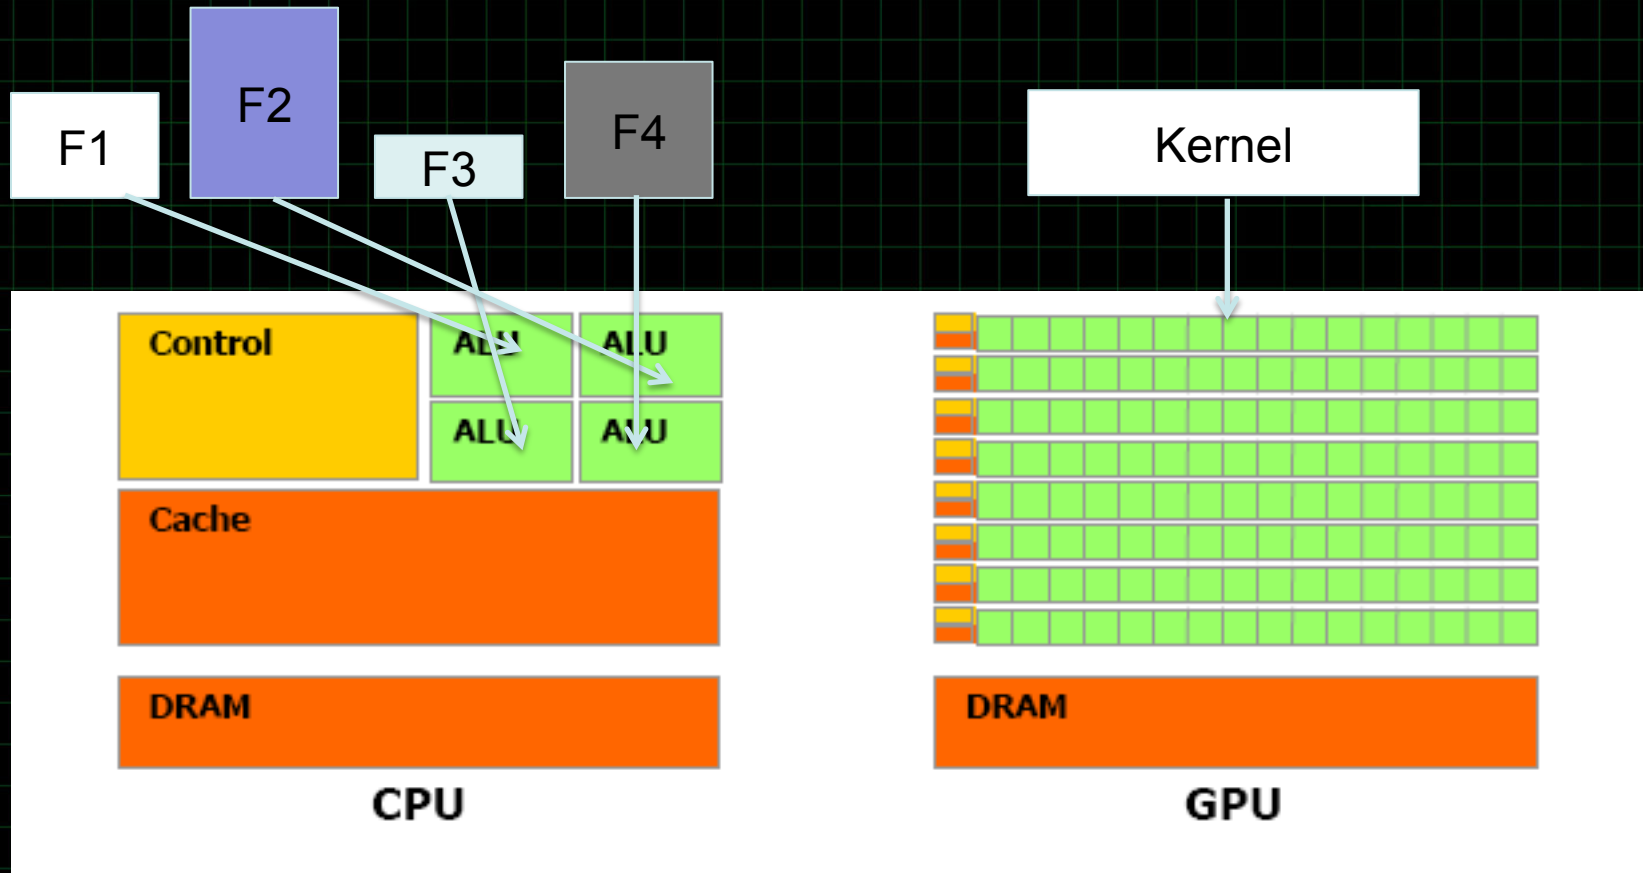 F1
F2
F3
F4
Kernel
Control
ALU
ALU
ALU
ALU
Cache
DRAM
DRAM
CPU
GPU